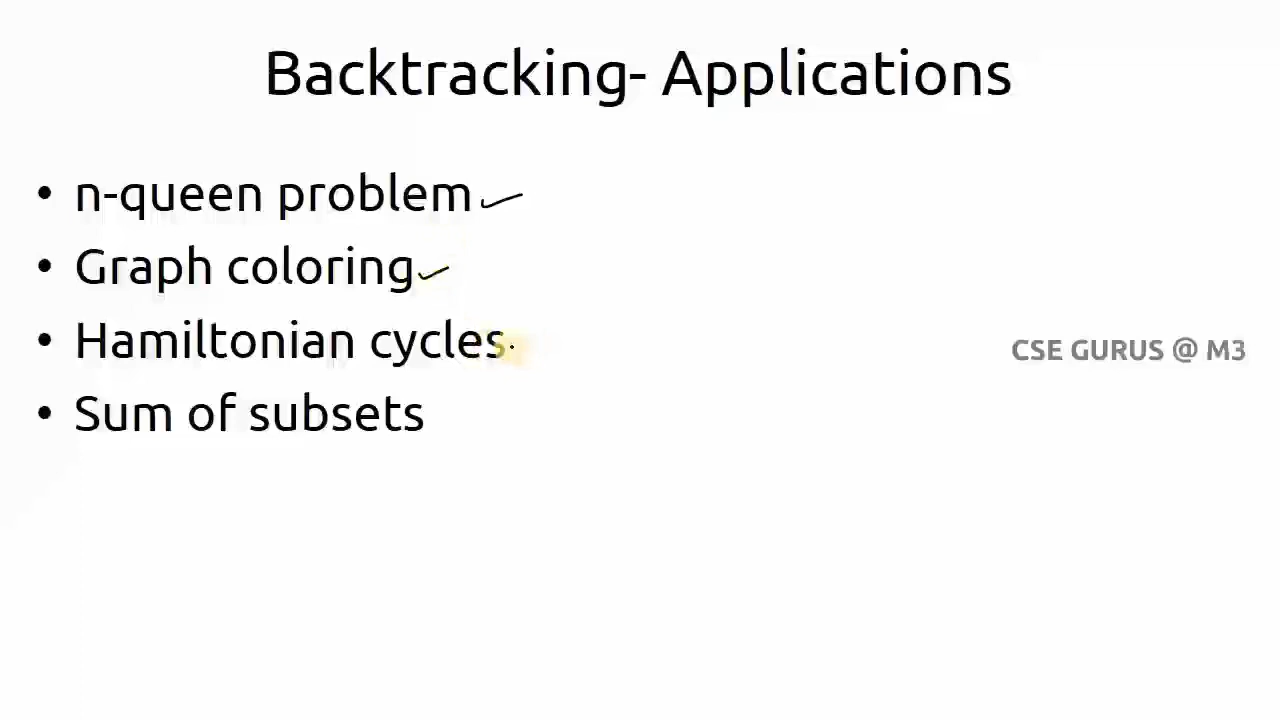 Backtracking- Applications
• n-queen problem
• Graph coloring
• Hamiltonian cycles
CSE GURUS @ M3
• Sum of subsets